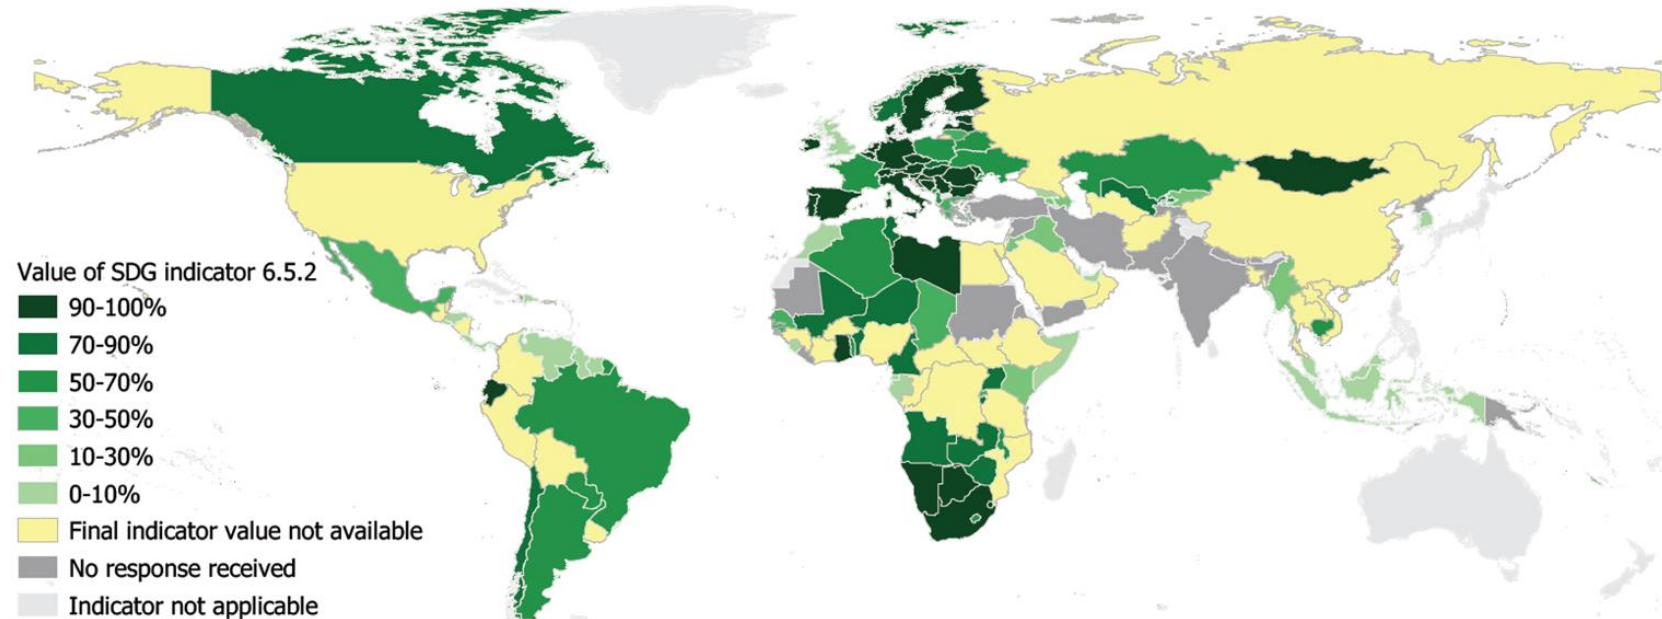 Value of SDG indicator 6.5.2
90-100%
70-90%
50-70%
30-50%
10-30%
0-10%
Final indicator value not available
No response received
Indicator not applicable